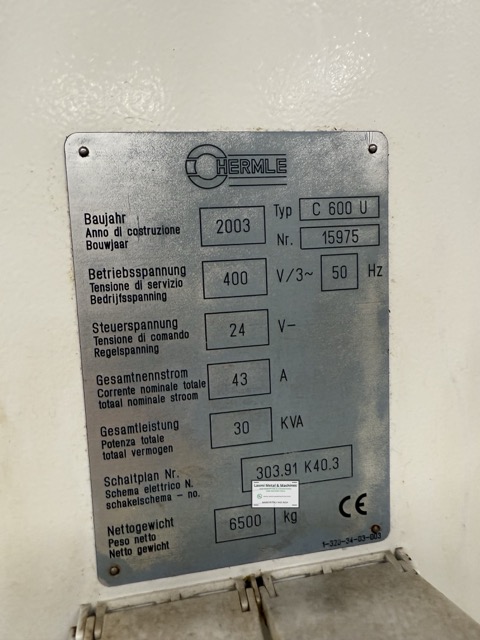 HERMLE
Baujahr
Anno di costruzione
Bouwjaar
2003
Typ C 600 U
Nr. 15975
Betriebsspannung
Tensione di servizio
Bedrijfsspanning
400 V/3~ 50 Hz
Steuerspannung
Tensione di comando
Regelspanning
24 V-
Gesamtnennstrom
Corrente nominale totale
totaal nominale stroom
43 A
Gesamtleistung
Potenza totale
totaal vermogen
30 KVA
Schaltplan Nr.
Schema elettrico N.
schakelschema - no.
303.91 K40.3
Laxmi Metal & Machines
Nettogewicht
Peso netto
Netto gewicht
6500 kg
CE